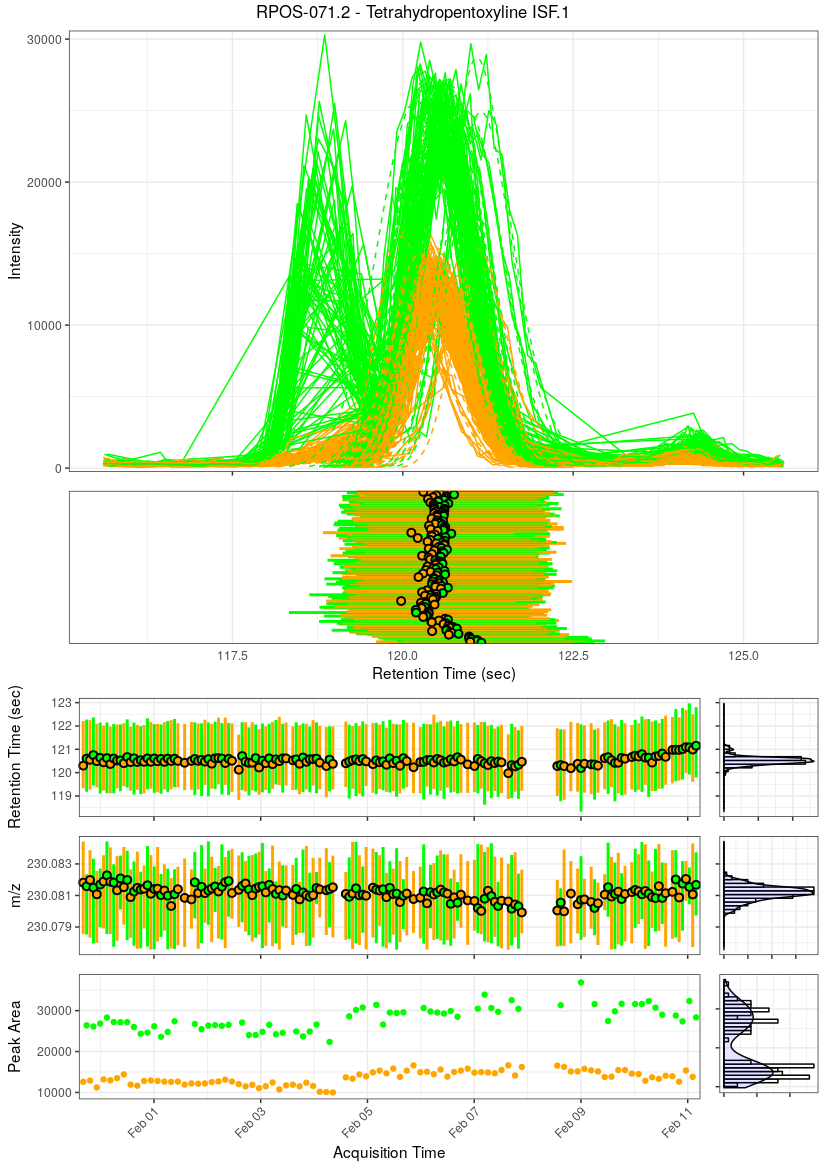 RPOS-071.2 - Tetrahydropentoxyline ISF.1
30000
20000
10000
0
Intensity
117.5
120.0
122.5
125.0
Retention Time (sec)
123
122
121
120
119
Retention Time (sec)
230.083
230.081
230.079
m/z
30000
20000
10000
Peak Area
Feb 01
Feb 03
Feb 05
Feb 07
Feb 09
Feb 11
Acquisition Time